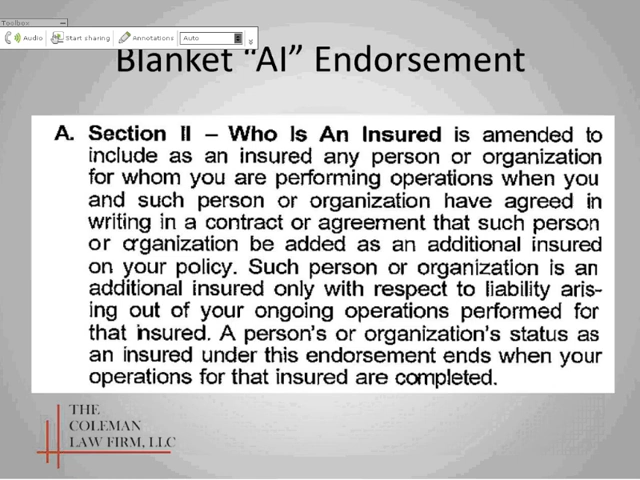 Toolbox
Audio
Start sharing
Annotations
Auto
Blanket “AI” Endorsement
A. Section II – Who Is An Insured is amended to
include as an insured any person or organization
for whom you are performing operations when you
and such person or organization have agreed in
writing in a contract or agreement that such person
or organization be added as an additional insured
on your policy. Such person or organization is an
additional insured only with respect to liability aris-
ing out of your ongoing operations performed for
that insured. A person's or organization's status as
an insured under this endorsement ends when your
operations for that insured are completed.
THE
COLEMAN
LAW FIRM, LLC